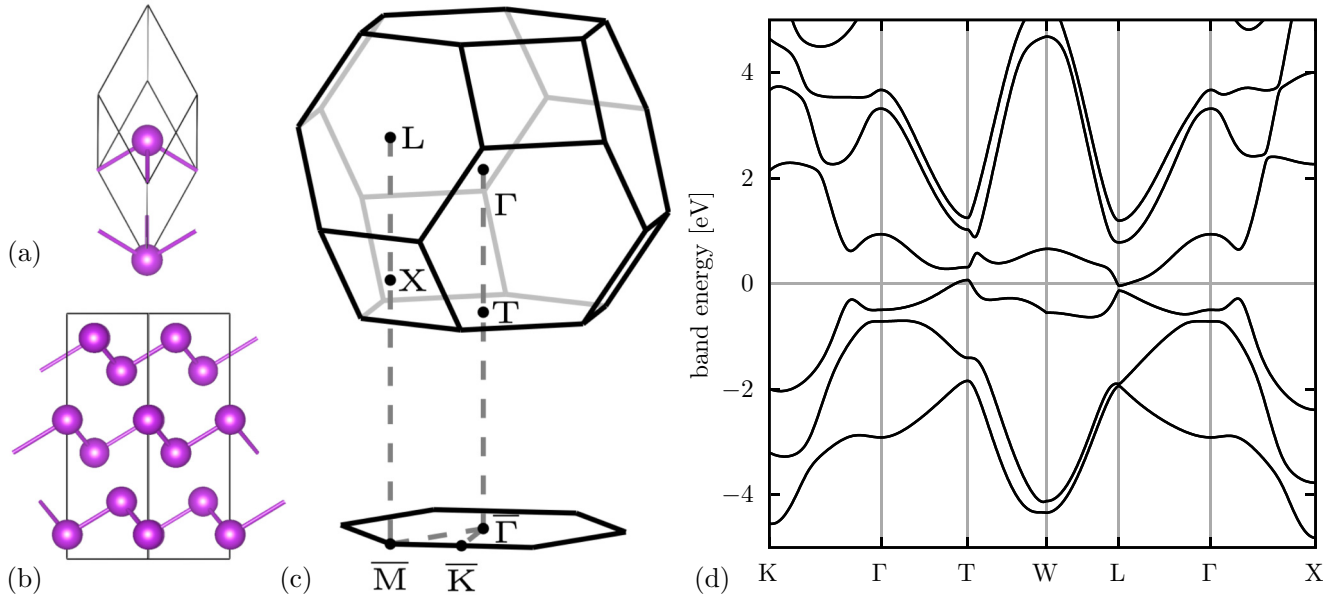 (a)
(b)
(c)
L
Γ
X
T
Γ̅
M̅
K̅
(d)
band energy [eV]
4
2
0
−2
−4
K Γ T W L Γ X